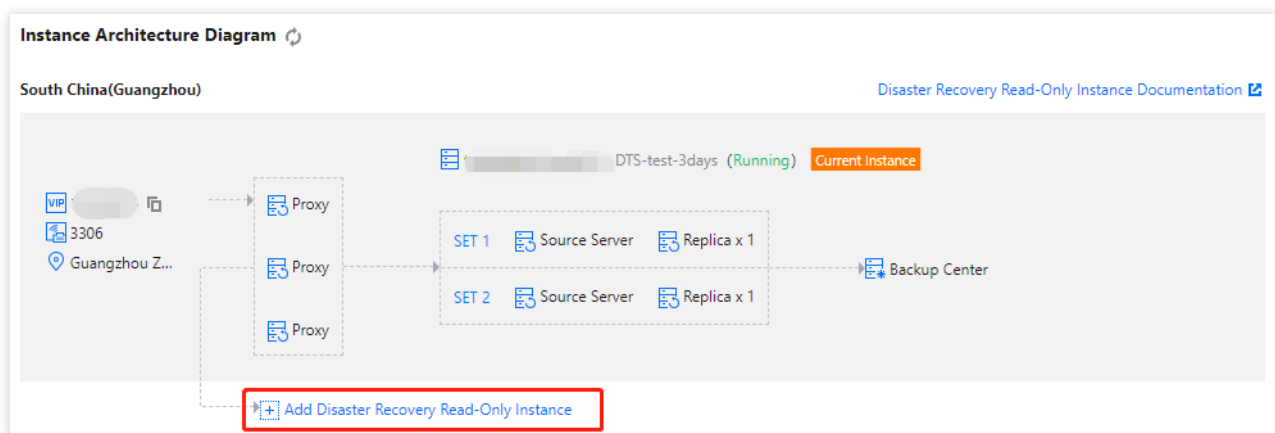 Instance Architecture Diagram
South China(Guangzhou)
Disaster Recovery Read-Only Instance Documentation
DTS-test-3days (Running) Current Instance
VIP
3306
Guangzhou Z...
Proxy
Proxy
Proxy
SET 1 Source Server Replica x 1
SET 2 Source Server Replica x 1
Backup Center
Add Disaster Recovery Read-Only Instance